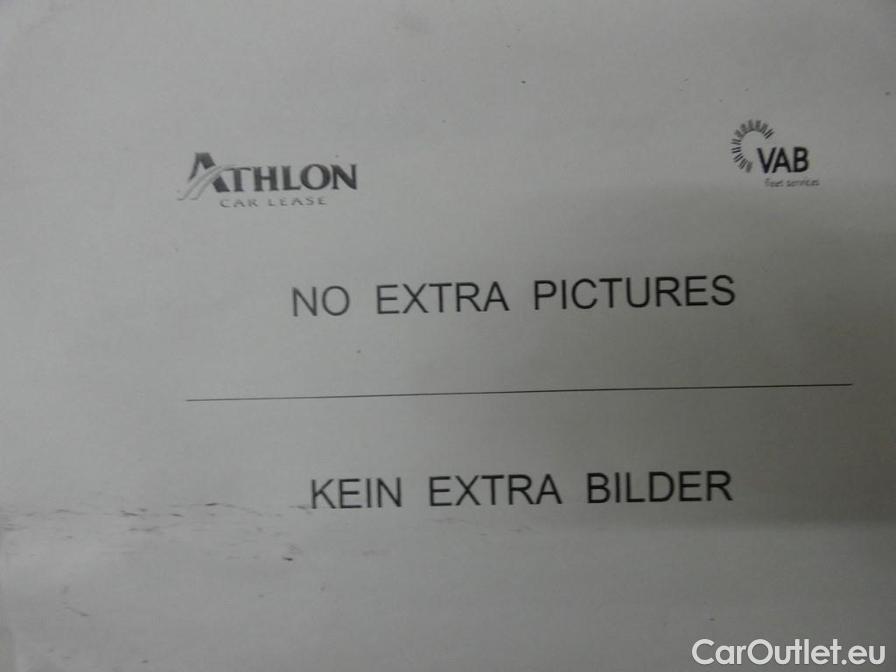 ATHLON
CAR LEASE
VAB
fleet services
NO EXTRA PICTURES
KEIN EXTRA BILDER
CarOutlet.eu